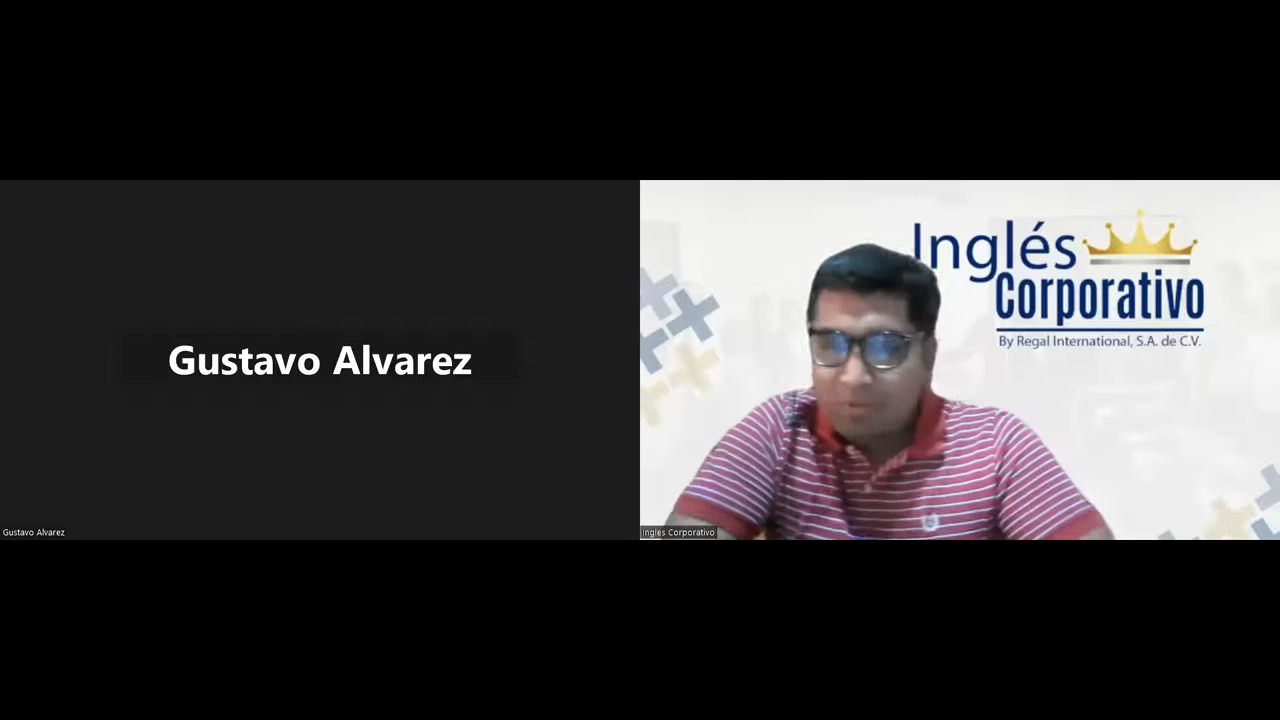 Gustavo Alvarez
Gustavo Alvarez
Inglés
Corporativo
By Regal International, S.A. de C.V.
Inglés Corporativo